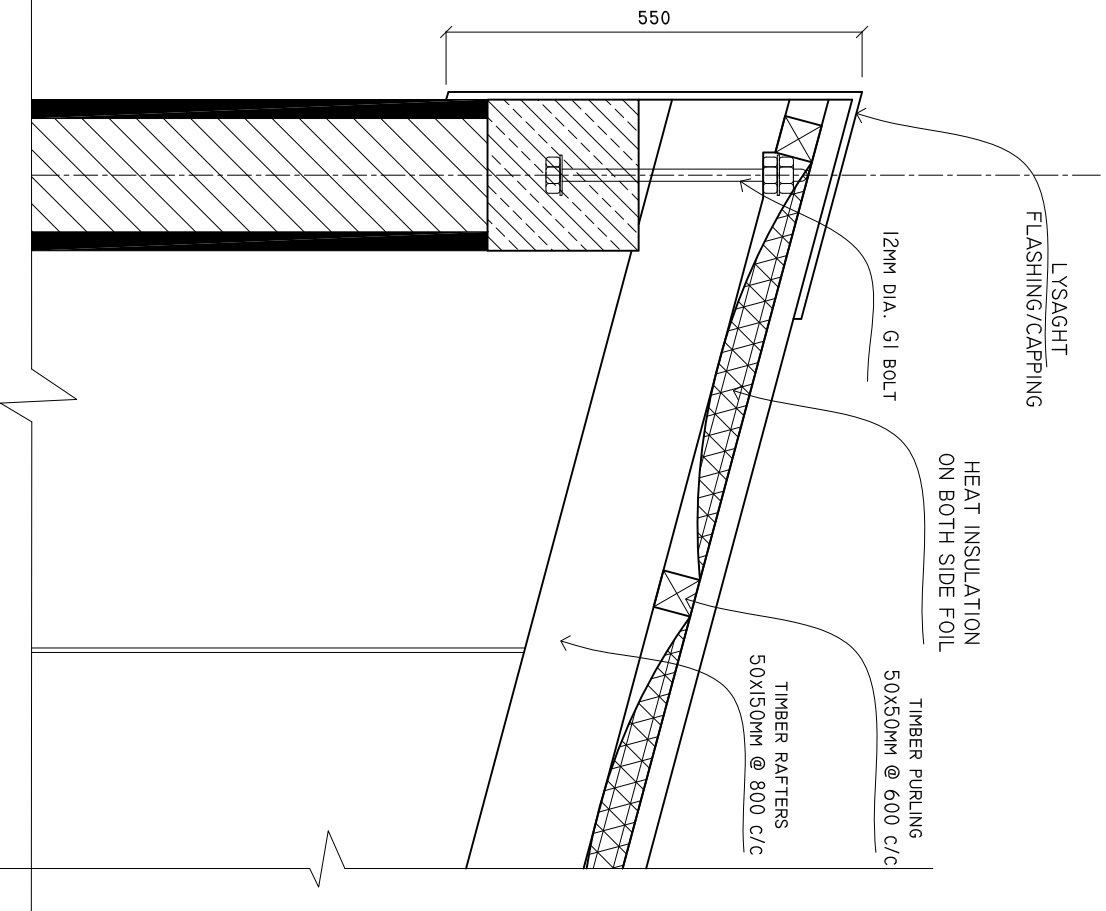 550
LYSAGHT
FLASHING/CAPPING
12MM DIA. GI BOLT
HEAT INSULATION
ON BOTH SIDE FOIL
TIMBER PURLING
50X50MM @ 600 C/C
TIMBER RAFTERS
50X150MM @ 800 C/C